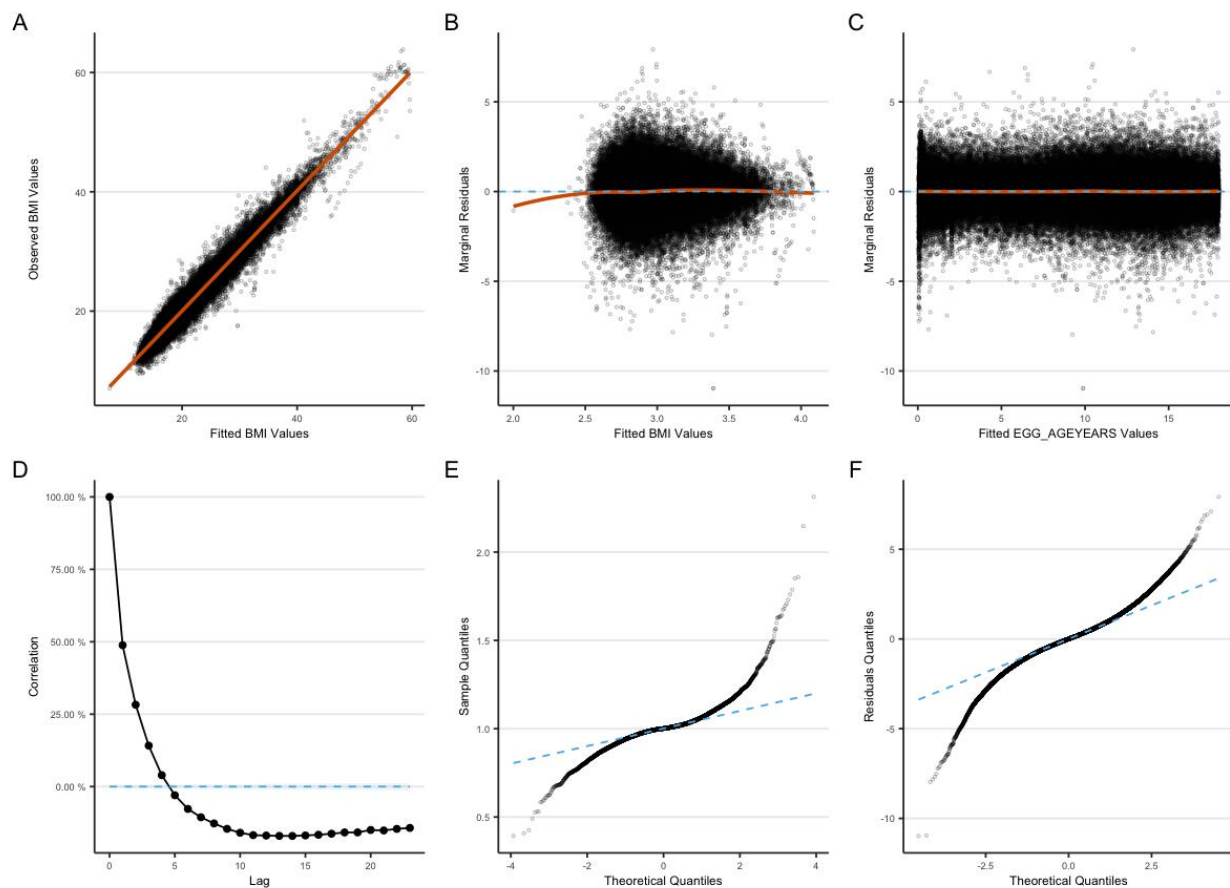 A
Observed BMI Values
60
40
20
20
40
60
Fitted BMI Values
B
Marginal Residuals
5
0
-5
-10
2.0
2.5
3.0
3.5
4.0
Fitted BMI Values
C
Marginal Residuals
5
0
-5
-10
0
5
10
15
Fitted EGG_AGEYEARS Values
D
Correlation
100.00 %
75.00 %
50.00 %
25.00 %
0.00 %
0
5
10
15
20
Lag
E
Sample Quantiles
2.0
1.5
1.0
0.5
-4
-2
0
2
4
Theoretical Quantiles
F
Residuals Quantiles
5
0
-5
-10
-2.5
0.0
2.5
Theoretical Quantiles